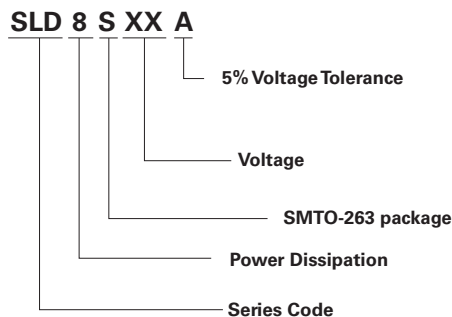 SLD 8 S XX A
5% Voltage Tolerance
Voltage
SMTO-263 package
Power Dissipation
Series Code